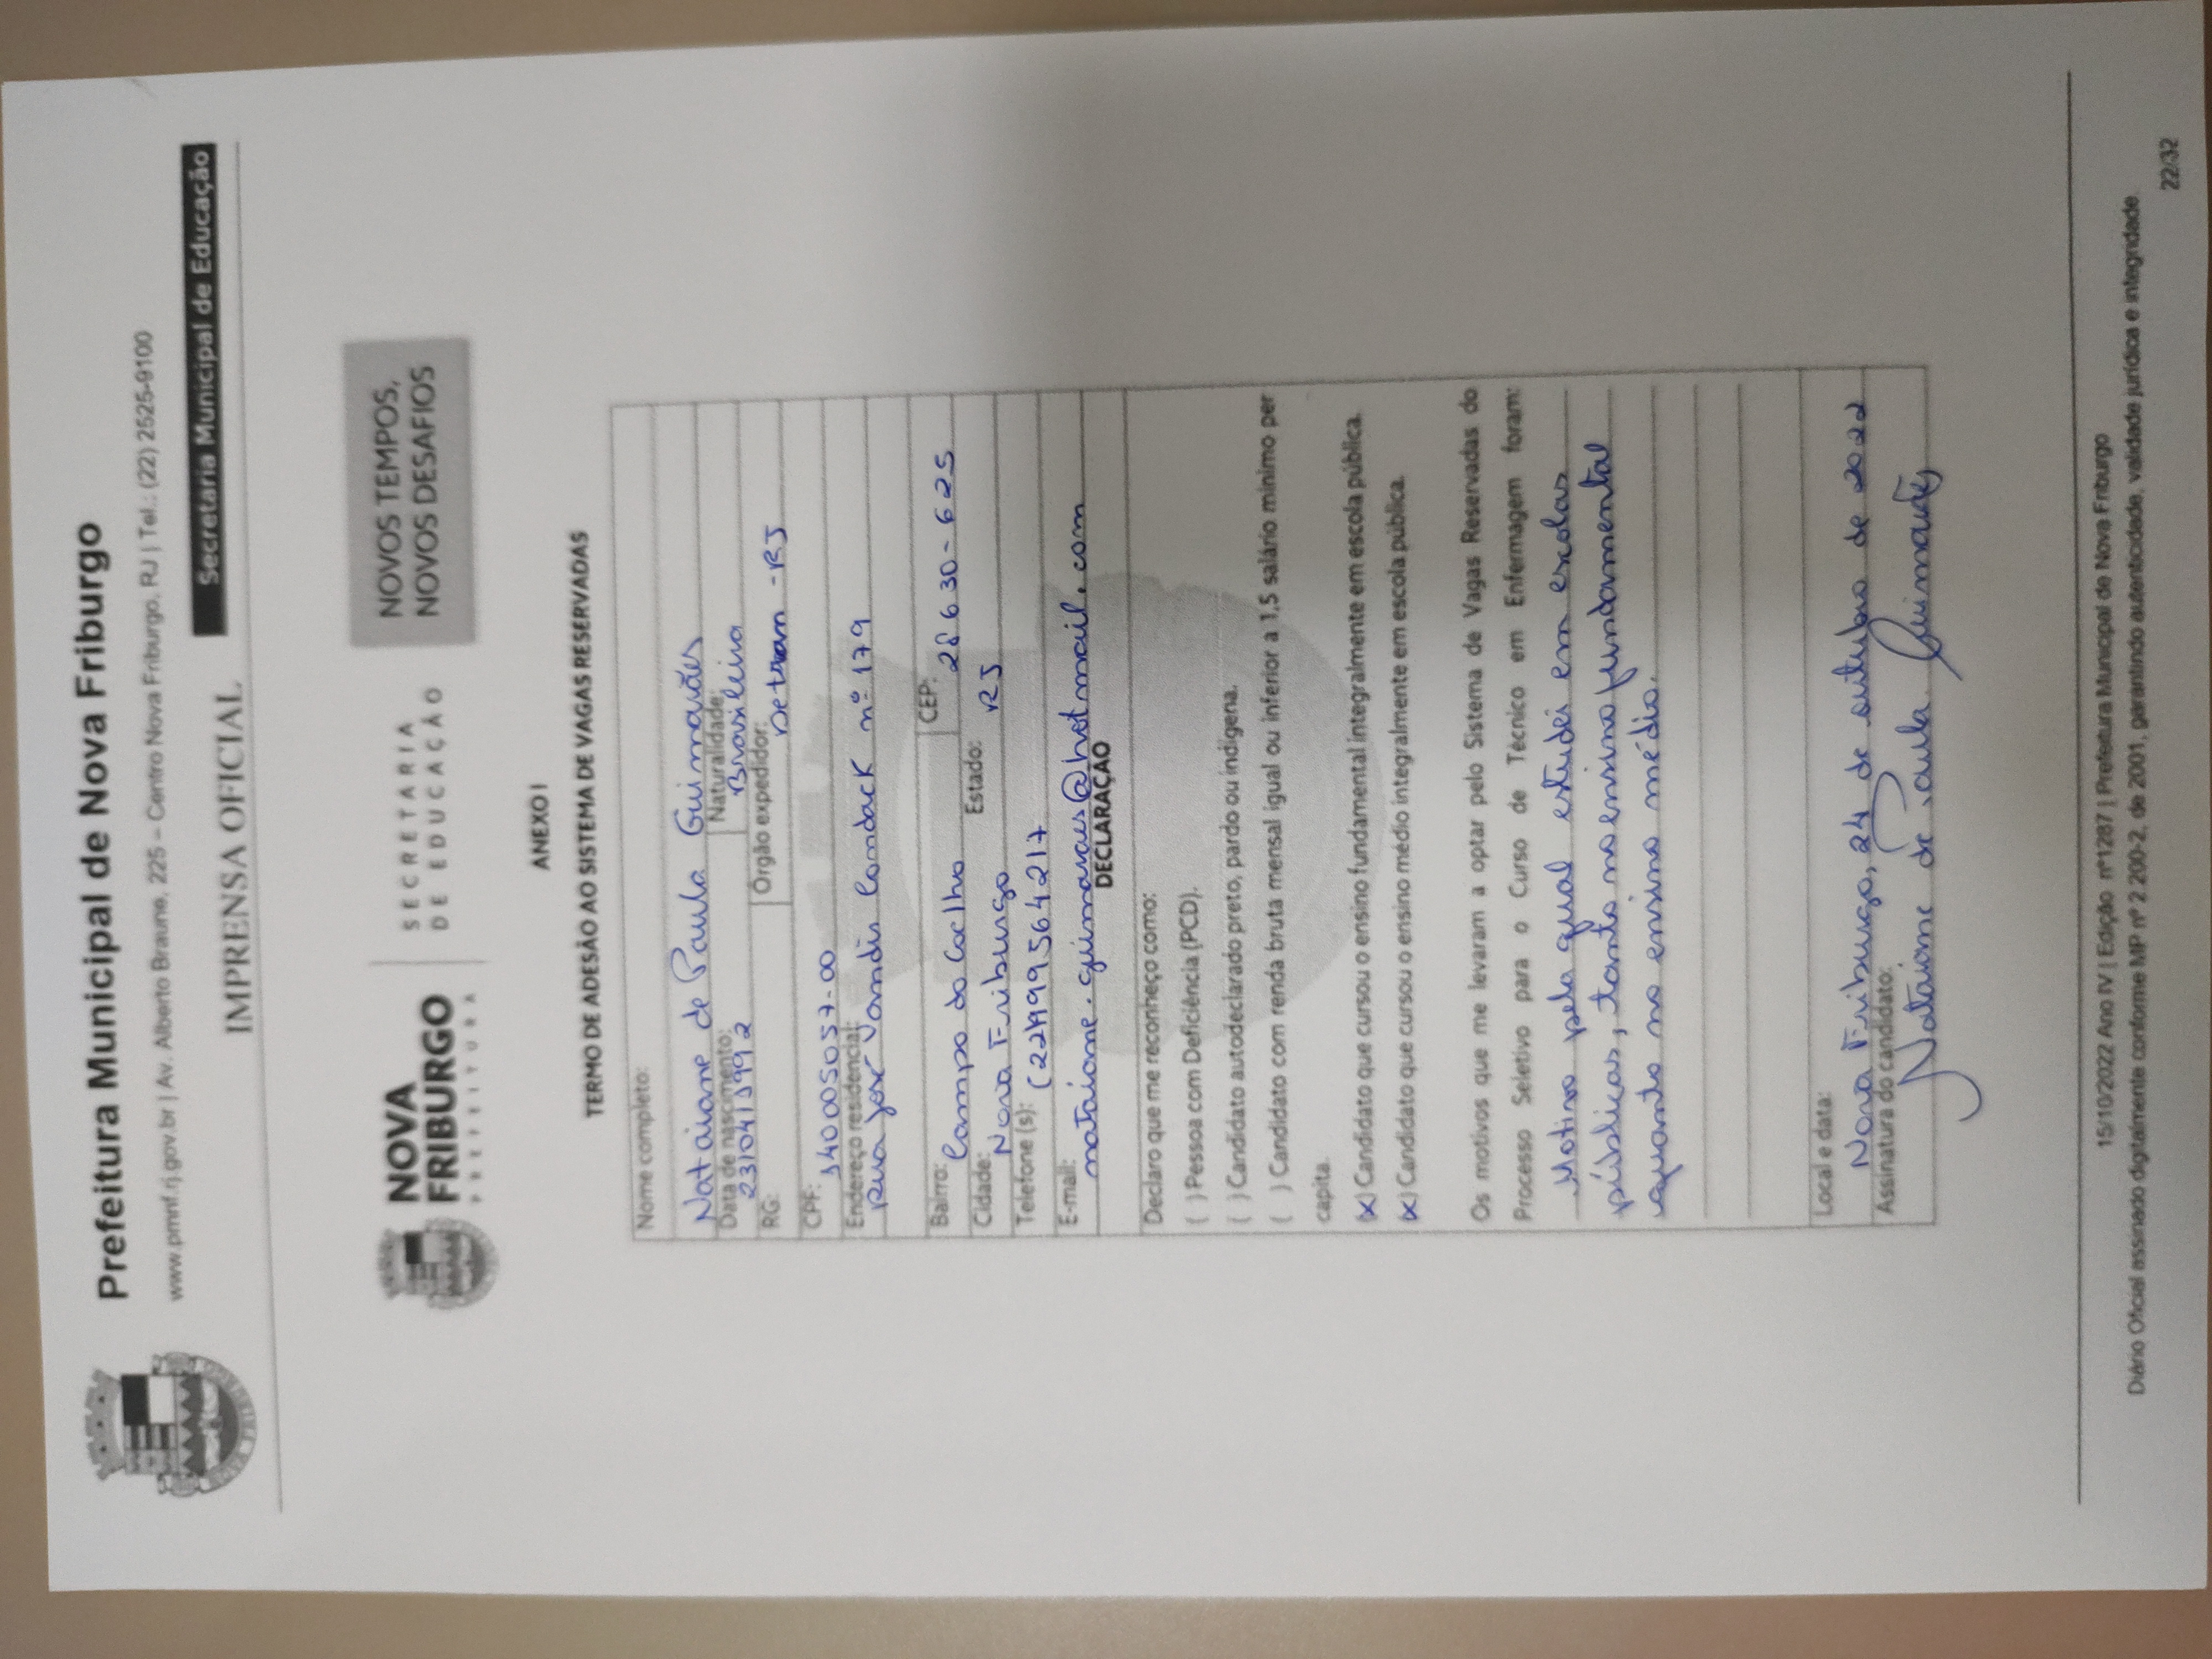 Prefeitura Municipal de Nova Friburgo
www.pmnf.rj.gov.br | Av. Alberto Braune, 225 – Centro Nova Friburgo, RJ | Tel.: (22) 2525-9100
Secretaria Municipal de Educação
IMPRENSA OFICIAL
NOVA FRIBURGO
PREFEITURA
SECRETARIA DE EDUCAÇÃO
NOVOS TEMPOS,
NOVOS DESAFIOS
ANEXO I
TERMO DE ADESÃO AO SISTEMA DE VAGAS RESERVADAS
Nome completo:
Nataiane de Paula Guimarães
Data de nascimento: 23/04/1992 Naturalidade: Brasileira
RG: Órgão expedidor: Detran - RJ
CPF: 140005057-00
Endereço residencial: Rua José Vandir Condack nº 179
Bairro: Campo do Coelho CEP: 28630-625
Cidade: Nova Friburgo Estado: RJ
Telefone (s): (22)999564217
E-mail: nataiane.guimaraes@hotmail.com
DECLARAÇÃO
Declaro que me reconheço como:
( ) Pessoa com Deficiência (PCD).
( ) Candidato autodeclarado preto, pardo ou indígena.
( ) Candidato com renda bruta mensal igual ou inferior a 1,5 salário mínimo per
capita.
(x) Candidato que cursou o ensino fundamental integralmente em escola pública.
(x) Candidato que cursou o ensino médio integralmente em escola pública.
Os motivos que me levaram a optar pelo Sistema de Vagas Reservadas do
Processo Seletivo para o Curso de Técnico em Enfermagem foram:
Motivo pela qual estudei em escolas
públicas, tanto no ensino fundamental
quanto no ensino médio.
Local e data:
Nova Friburgo, 24 de outubro de 2022
Assinatura do candidato:
Nataiane de Paula Guimarães
15/10/2022 Ano IV | Edição nº1287 | Prefeitura Municipal de Nova Friburgo
Diário Oficial assinado digitalmente conforme MP nº 2.200-2, de 2001, garantindo autenticidade, validade jurídica e integridade.
22/32